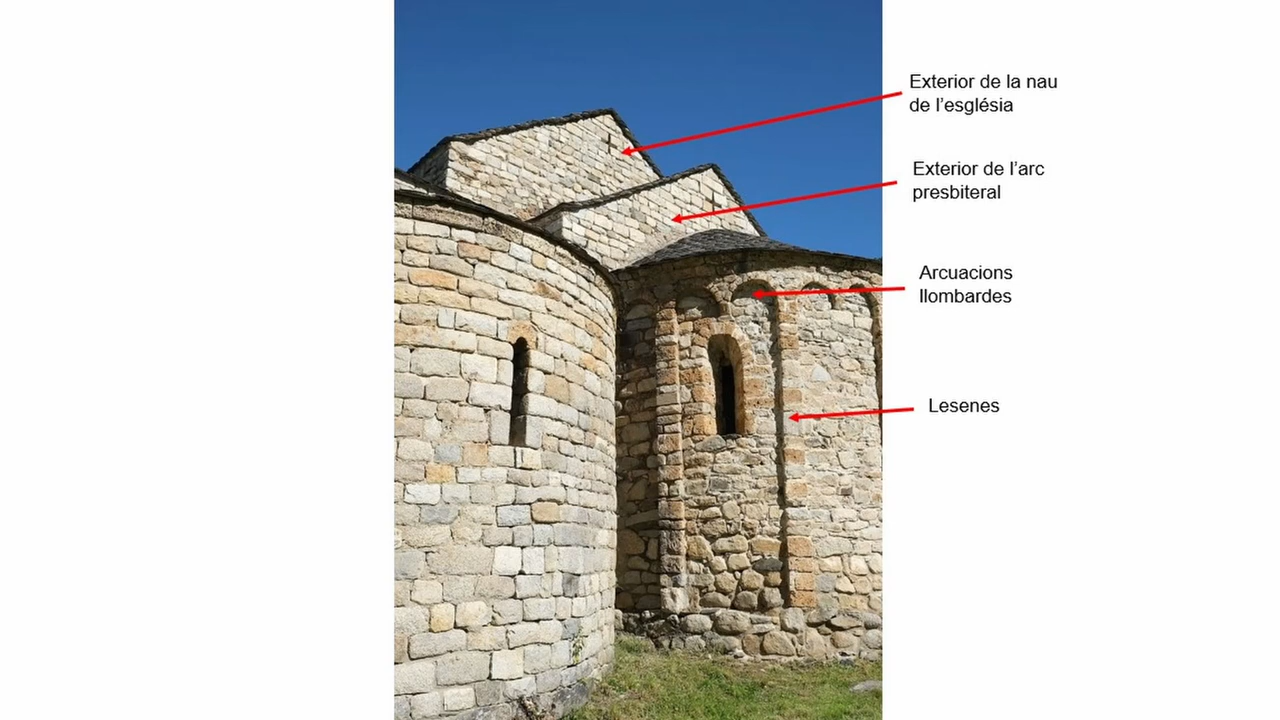 Exterior de la nau
de l’església
Exterior de l’arc
presbiteral
Arcuacions
llombardes
Lesenes